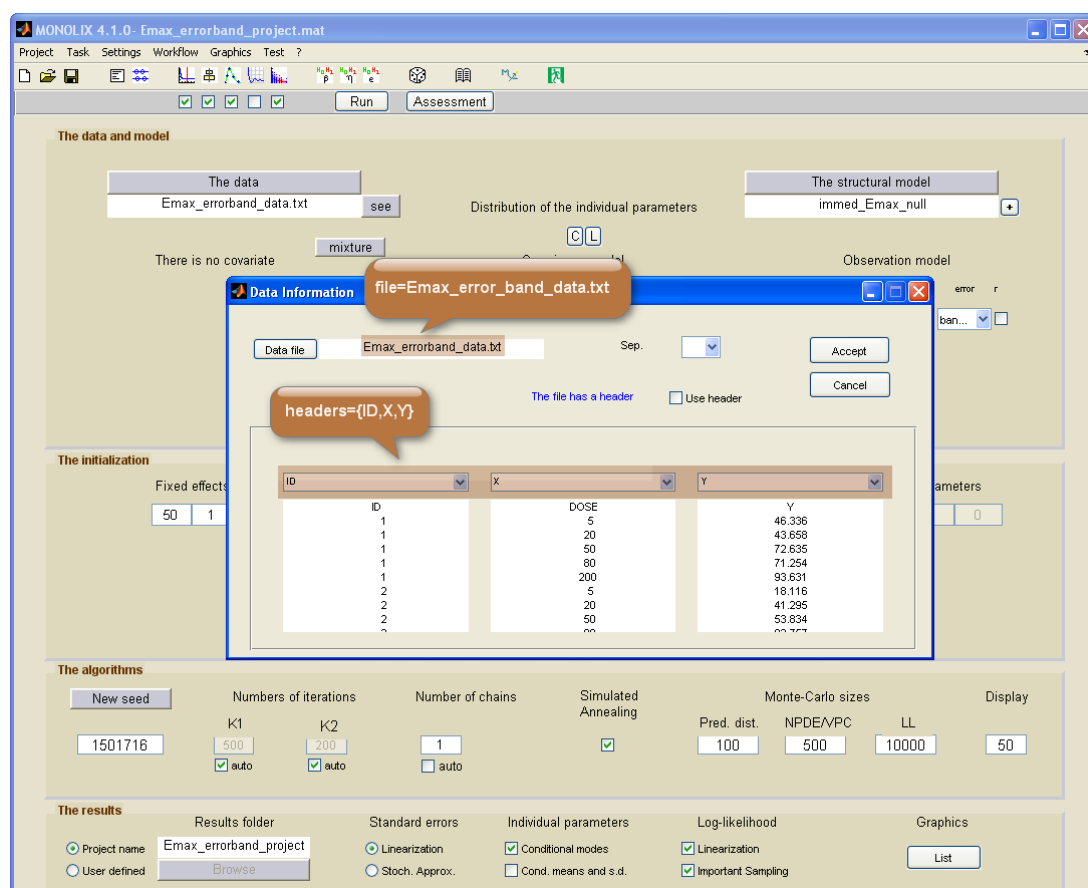 MONOLIX 4.1.0- Emax_errorband_project.mat
Project Task Settings Workflow Graphics Test ?
Run Assessment
The data and model
The data
The structural model
Emax_errorband_data.txt see
Distribution of the individual parameters
immed_Emax_null +
mixture
C L
There is no covariate
Observation model
Data Information
file=Emax_error_band_data.txt
error r
ban...
Data file Emax_errorband_data.txt Sep. Accept
Cancel
The file has a header Use header
headers={ID,X,Y}
ID X Y
ID DOSE Y
1 5 46.336
1 20 43.658
1 50 72.635
1 80 71.254
1 200 93.631
2 5 18.116
2 20 41.295
2 50 53.834
The initialization
Fixed effects
50 1 0
The algorithms
New seed Numbers of iterations Number of chains Simulated Annealing Monte-Carlo sizes Display
K1 K2 Pred. dist. NPDE/VPC LL
1501716 500 200 1 100 500 10000 50
auto auto auto
The results
Results folder Standard errors Individual parameters Log-likelihood Graphics
Project name Emax_errorband_project Linearization Conditional modes Linearization List
User defined Browse Stoch. Approx. Cond. means and s.d. Important Sampling